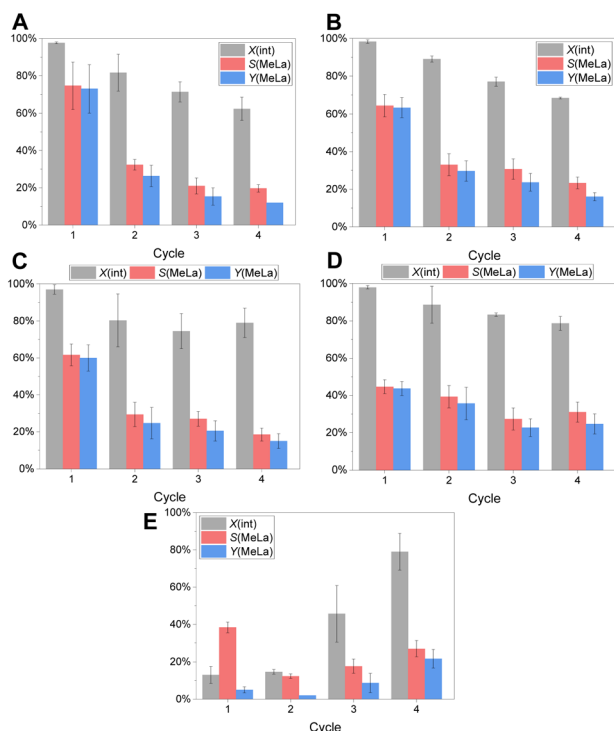 A
100%
80%
60%
40%
20%
0%
X(int)
S(MeLa)
Y(MeLa)
1 2 3 4
Cycle
B
100%
80%
60%
40%
20%
0%
X(int)
S(MeLa)
Y(MeLa)
1 2 3 4
Cycle
C
X(int) S(MeLa) Y(MeLa)
100%
80%
60%
40%
20%
0%
1 2 3 4
Cycle
D
X(int) S(MeLa) Y(MeLa)
100%
80%
60%
40%
20%
0%
1 2 3 4
Cycle
E
100%
80%
60%
40%
20%
0%
X(int)
S(MeLa)
Y(MeLa)
1 2 3 4
Cycle